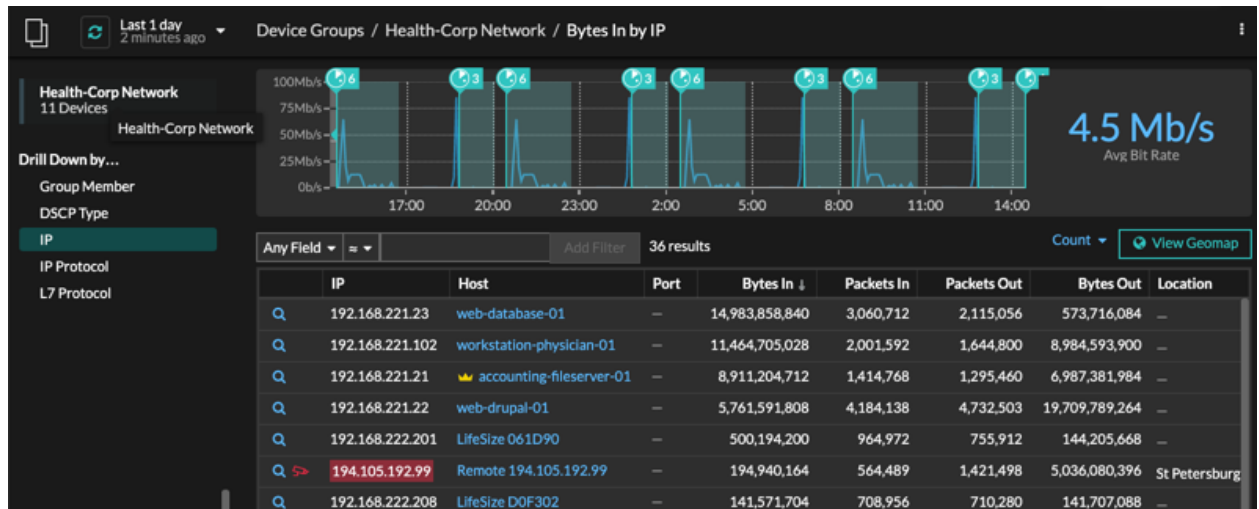 Last 1 day
2 minutes ago
Device Groups / Health-Corp Network / Bytes In by IP
Health-Corp Network
11 Devices
Health-Corp Network
Drill Down by...
Group Member
DSCP Type
IP
IP Protocol
L7 Protocol
100Mb/s
75Mb/s
50Mb/s
25Mb/s
0b/s
6 3 6 3 6 3 6 3
17:00 20:00 23:00 2:00 5:00 8:00 11:00 14:00
4.5 Mb/s
Avg Bit Rate
Any Field ≈ Add Filter 36 results Count View Geomap
IP Host Port Bytes In ↓ Packets In Packets Out Bytes Out Location
192.168.221.23 web-database-01 — 14,983,858,840 3,060,712 2,115,056 573,716,084 —
192.168.221.102 workstation-physician-01 — 11,464,705,028 2,001,592 1,644,800 8,984,593,900 —
192.168.221.21 accounting-fileserver-01 — 8,911,204,712 1,414,768 1,295,460 6,987,381,984 —
192.168.221.22 web-drupal-01 — 5,761,591,808 4,184,138 4,732,503 19,709,789,264 —
192.168.222.201 LifeSize 061D90 — 500,194,200 964,972 755,912 144,205,668 —
194.105.192.99 Remote 194.105.192.99 — 194,940,164 564,489 1,421,498 5,036,080,396 St Petersburg
192.168.222.208 LifeSize D0F302 — 141,571,704 708,956 710,280 141,707,088 —